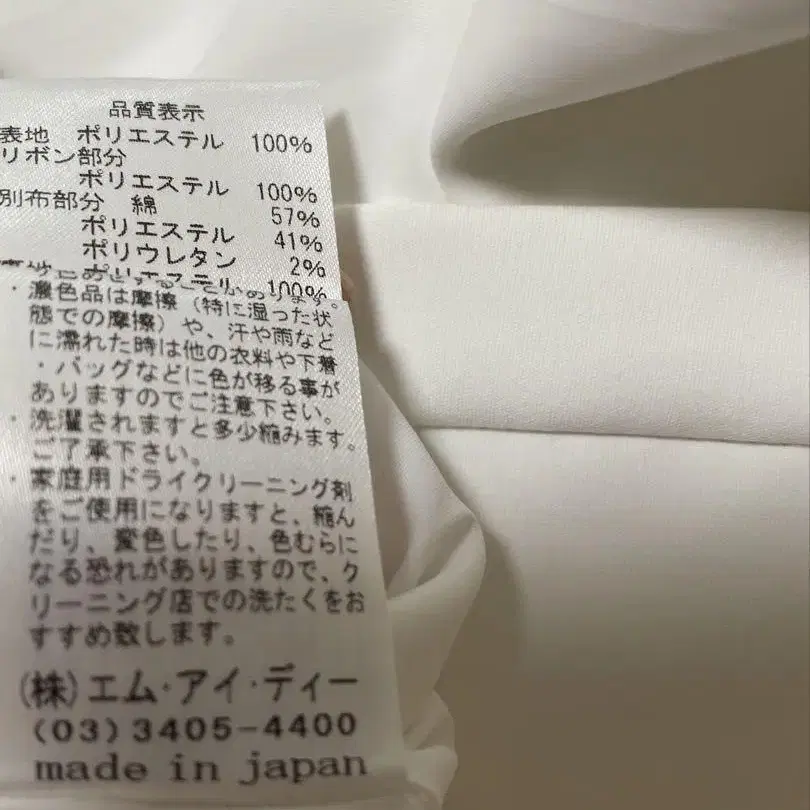 品質表示
表地 ポリエステル 100%
リボン部分
ポリエステル 100%
別布部分 綿 57%
ポリエステル 41%
ポリウレタン 2%
ポリエステル 100%
・濃色品は摩擦（特に湿った状
態での摩擦）や、汗や雨など
に濡れた時は他の衣料や下着
・バッグなどに色が移る事が
ありますのでご注意下さい。
・洗濯されますと多少縮みます。
ご了承下さい。
・家庭用ドライクリーニング剤
をご使用になりますと、縮ん
だり、変色したり、色むらに
なる恐れがありますので、ク
リーニング店での洗たくをお
すすめ致します。
(株)エム・アイ・ディー
(03)3405-4400
made in japan